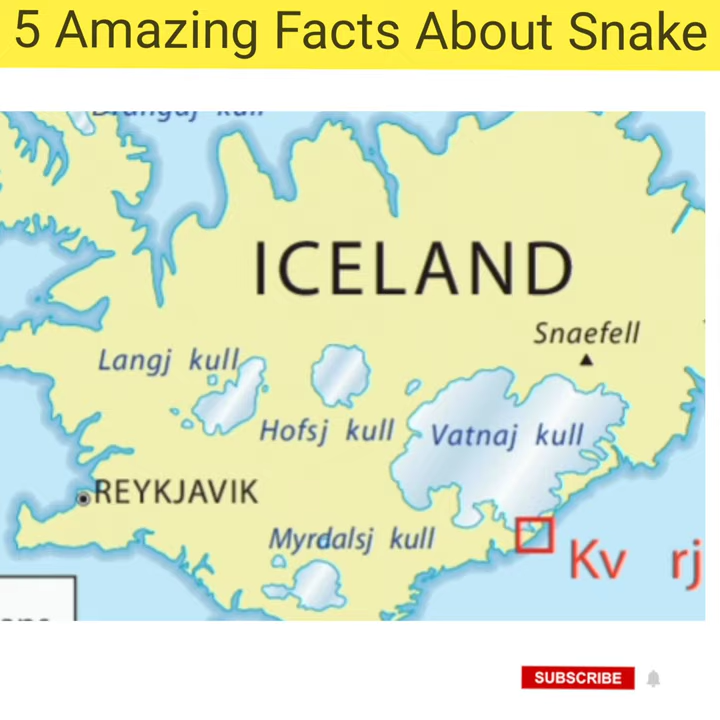 5 Amazing Facts About Snake
ICELAND
Snaefell
Langj kull
Hofsj kull
Vatnaj kull
REYKJAVIK
Myrdalsj kull
Kv rj
SUBSCRIBE